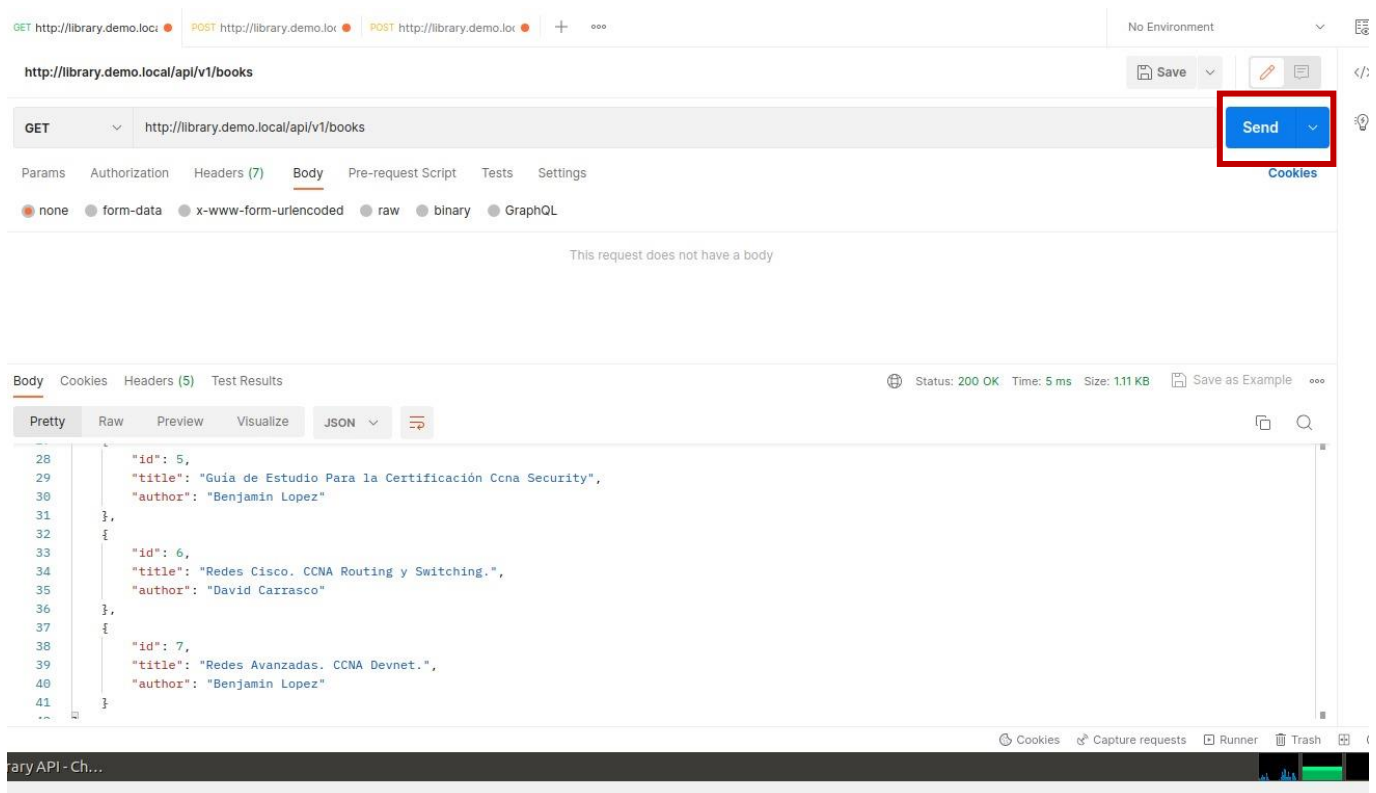 GET http://library.demo.loca POST http://library.demo.loc POST http://library.demo.loc No Environment
http://library.demo.local/api/v1/books Save
GET http://library.demo.local/api/v1/books Send
Params Authorization Headers (7) Body Pre-request Script Tests Settings Cookies
none form-data x-www-form-urlencoded raw binary GraphQL
This request does not have a body
Body Cookies Headers (5) Test Results Status: 200 OK Time: 5 ms Size: 1.11 KB Save as Example
Pretty Raw Preview Visualize JSON
28 "id": 5,
29 "title": "Guía de Estudio Para la Certificación Ccna Security",
30 "author": "Benjamin Lopez"
31 },
32 {
33 "id": 6,
34 "title": "Redes Cisco. CCNA Routing y Switching.",
35 "author": "David Carrasco"
36 },
37 {
38 "id": 7,
39 "title": "Redes Avanzadas. CCNA Devnet.",
40 "author": "Benjamin Lopez"
41 }
Cookies Capture requests Runner Trash
rary API - Ch...